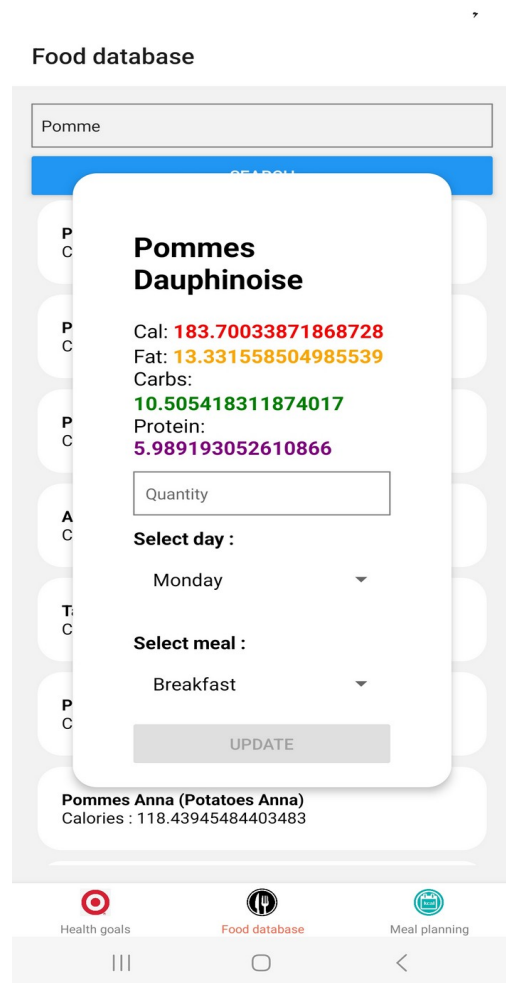 Food database
Pomme
SEARCH
P
C
P
C
P
C
A
C
T
C
P
C
Pommes
Dauphinoise
Cal: 183.70033871868728
Fat: 13.331558504985539
Carbs:
10.505418311874017
Protein:
5.989193052610866
Quantity
Select day :
Monday
Select meal :
Breakfast
UPDATE
Pommes Anna (Potatoes Anna)
Calories : 118.43945484403483
Health goals
Food database
Meal planning